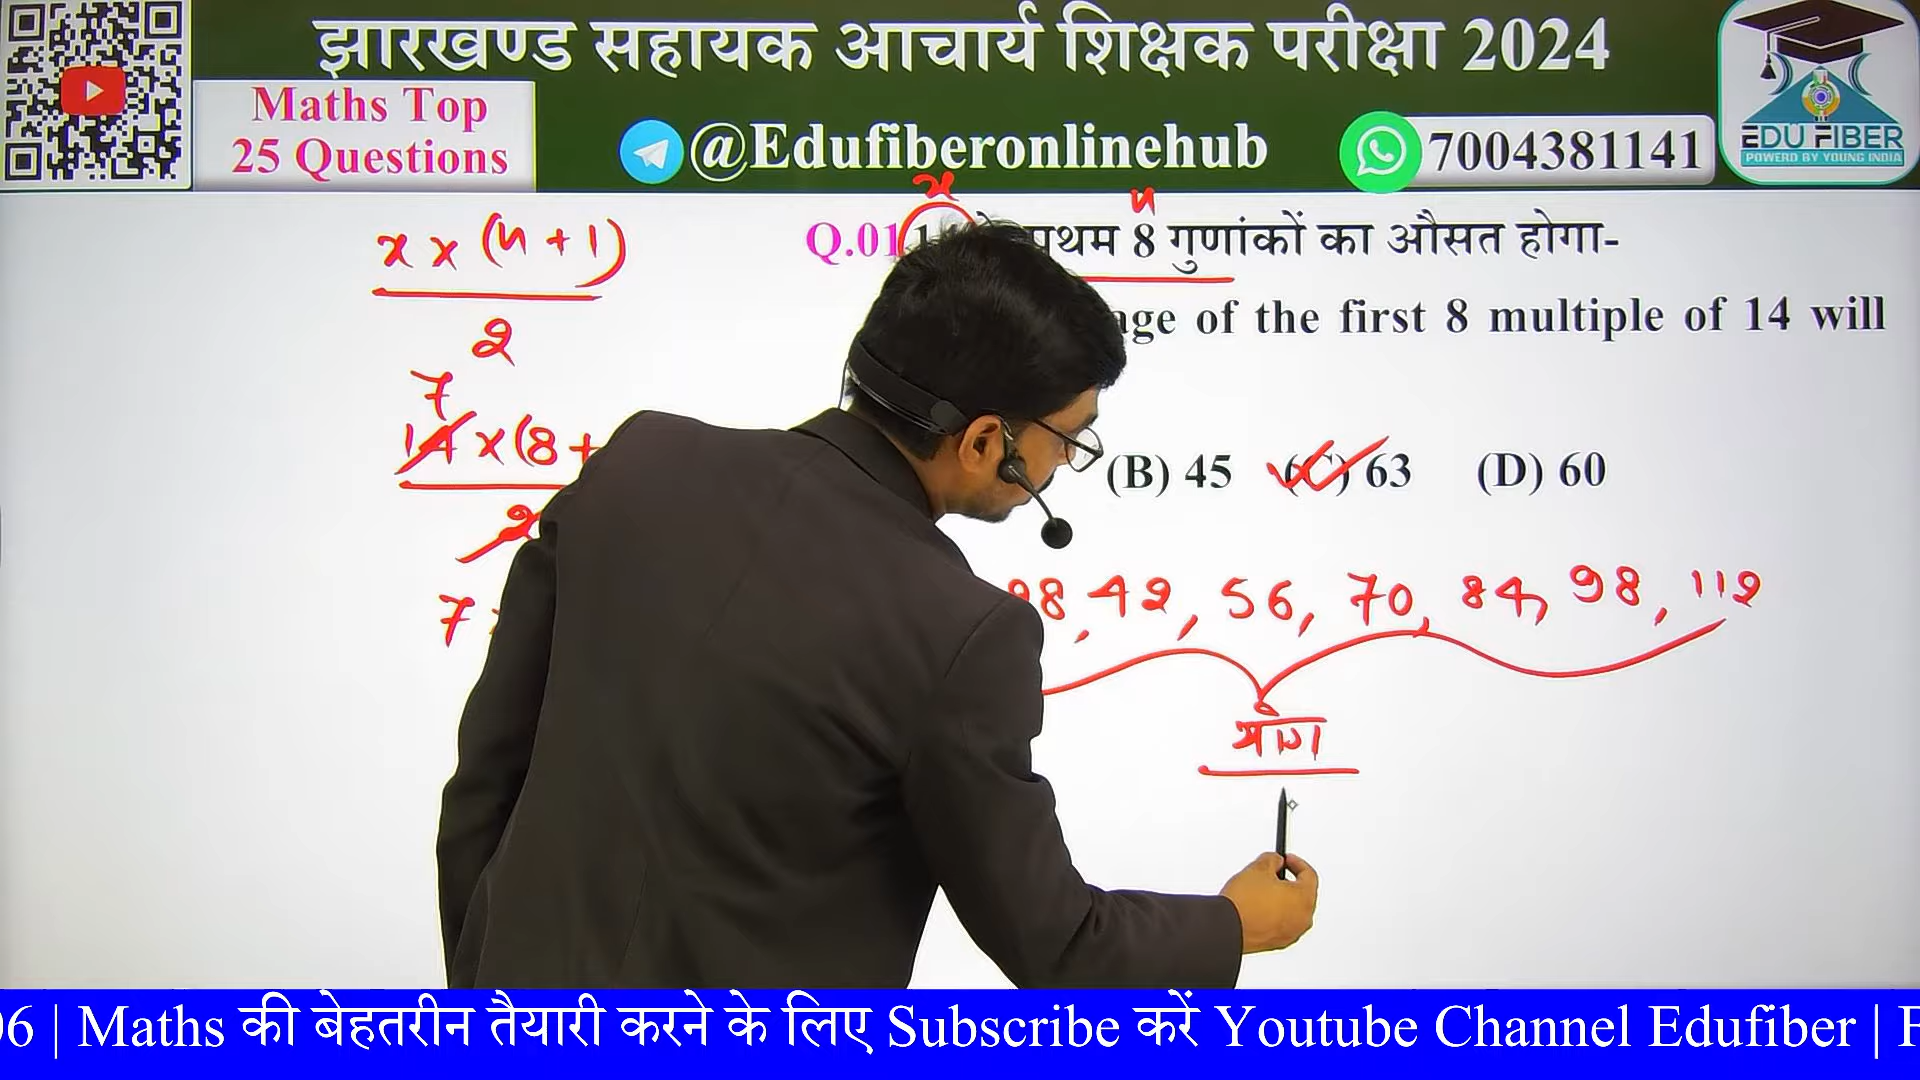 झारखण्ड सहायक आचार्य शिक्षक परीक्षा 2024
Maths Top
25 Questions
@Edufiberonlinehub
7004381141
EDU FIBER
POWERD BY YOUNG INDIA
x
n
Q.01 प्रथम 8 गुणांकों का औसत होगा-
of the first 8 multiple of 14 will
(B) 45 (C) 63 (D) 60
x × (n + 1)
2
7
14 × (8 +
2
7
28, 42, 56, 70, 84, 98, 112
भाग
06 | Maths की बेहतरीन तैयारी करने के लिए Subscribe करें Youtube Channel Edufiber |